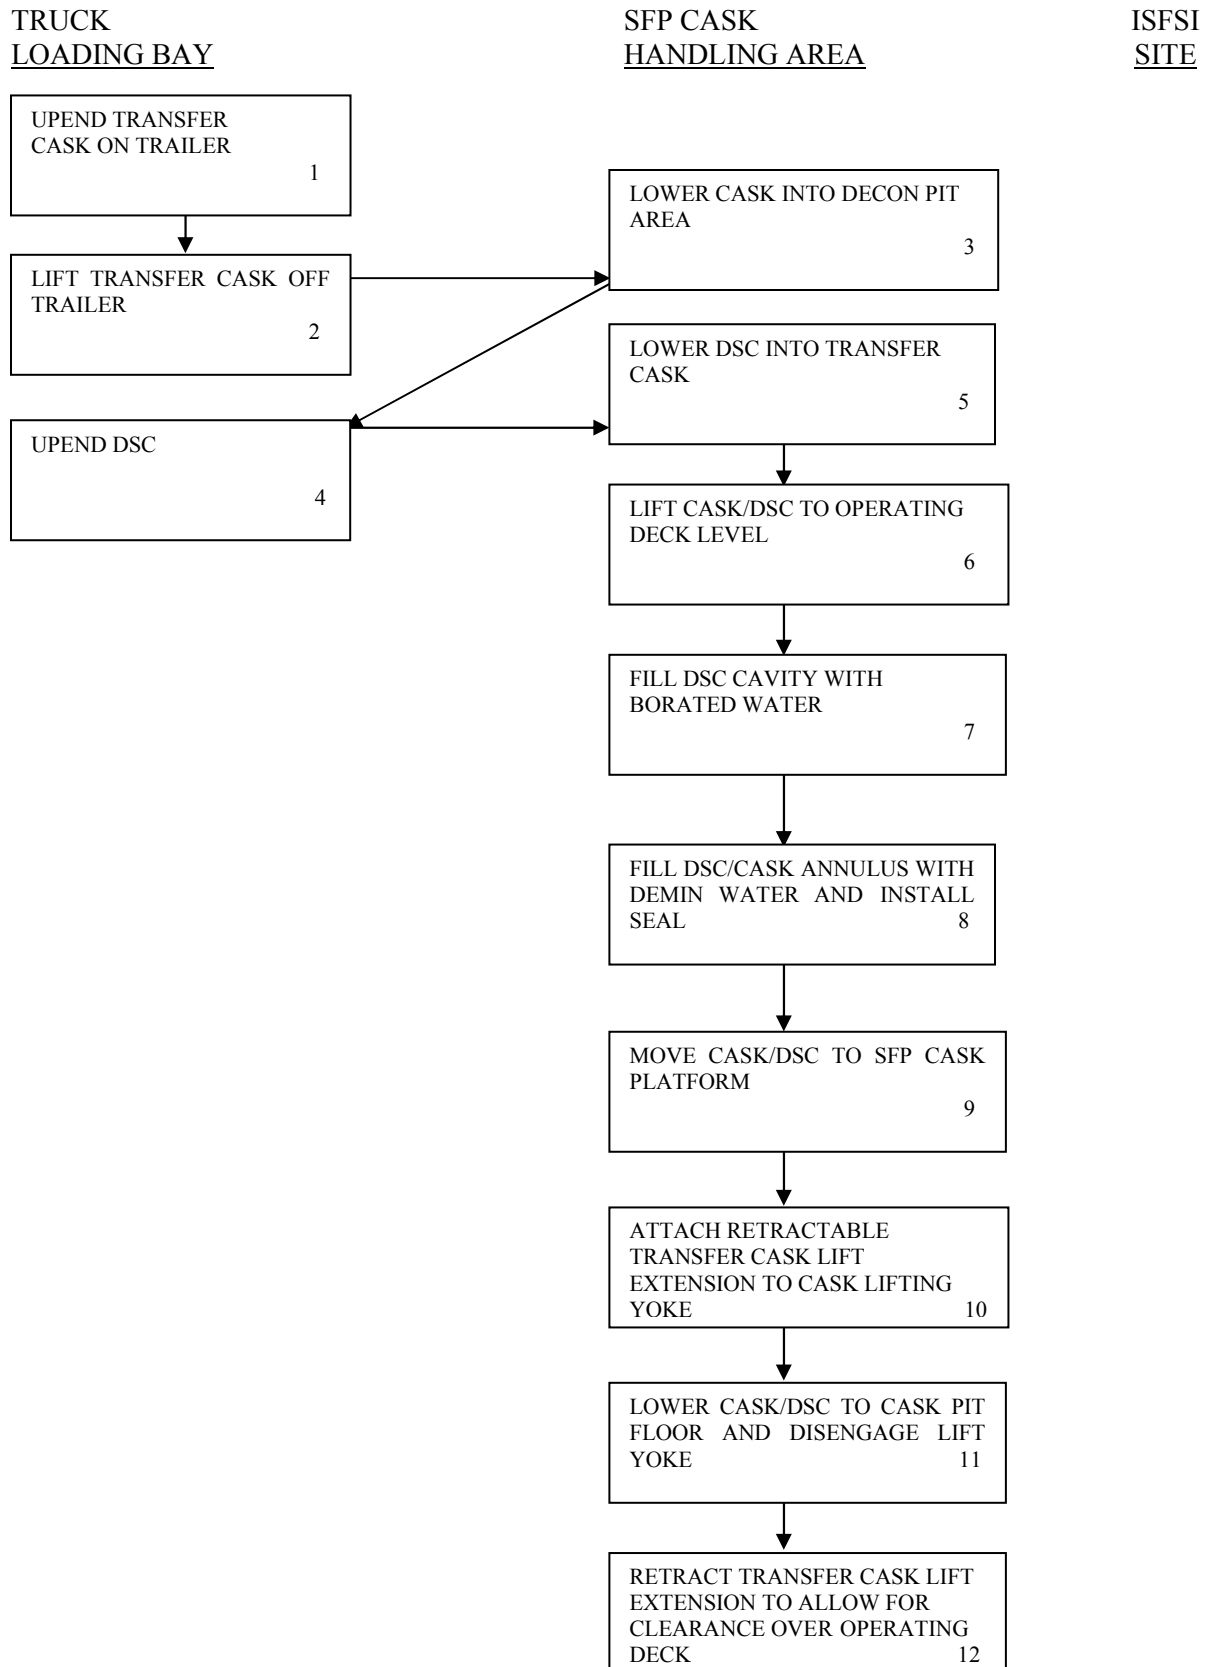 TRUCK
LOADING BAY
SFP CASK
HANDLING AREA
ISFSI
SITE
UPEND TRANSFER
CASK ON TRAILER
1
LIFT TRANSFER CASK OFF
TRAILER
2
LOWER CASK INTO DECON PIT
AREA
3
UPEND DSC
4
LOWER DSC INTO TRANSFER
CASK
5
LIFT CASK/DSC TO OPERATING
DECK LEVEL
6
FILL DSC CAVITY WITH
BORATED WATER
7
FILL DSC/CASK ANNULUS WITH
DEMIN WATER AND INSTALL
SEAL 8
MOVE CASK/DSC TO SFP CASK
PLATFORM
9
ATTACH RETRACTABLE
TRANSFER CASK LIFT
EXTENSION TO CASK LIFTING
YOKE 10
LOWER CASK/DSC TO CASK PIT
FLOOR AND DISENGAGE LIFT
YOKE 11
RETRACT TRANSFER CASK LIFT
EXTENSION TO ALLOW FOR
CLEARANCE OVER OPERATING
DECK 12